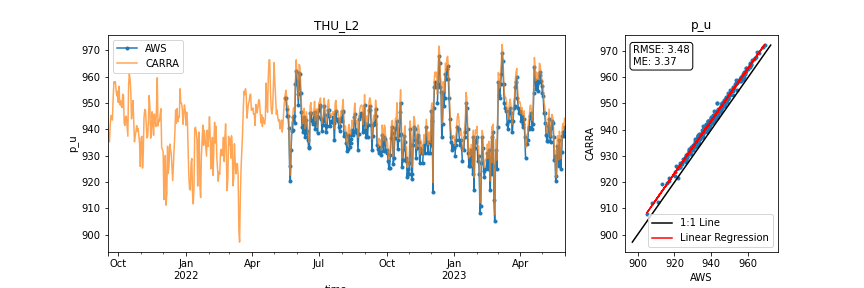 THU_L2
p_u
970
960
950
940
930
920
910
900
p_u
AWS
CARRA
Oct
Jan
2022
Apr
Jul
Oct
Jan
2023
Apr
time
970
960
950
940
930
920
910
900
CARRA
RMSE: 3.48
ME: 3.37
1:1 Line
Linear Regression
900
920
940
960
AWS